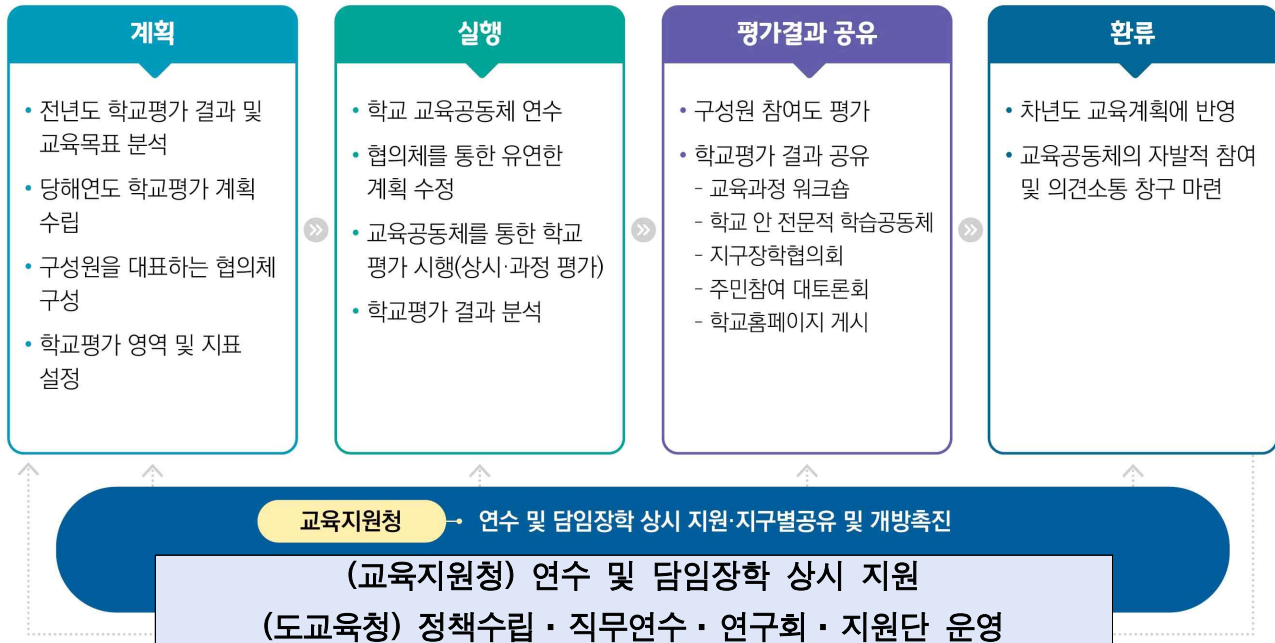 계획
• 전년도 학교평가 결과 및
교육목표 분석
• 당해연도 학교평가 계획
수립
• 구성원을 대표하는 협의체
구성
• 학교평가 영역 및 지표
설정
실행
• 학교 교육공동체 연수
• 협의체를 통한 유연한
계획 수정
• 교육공동체를 통한 학교
평가 시행(상시·과정 평가)
• 학교평가 결과 분석
평가결과 공유
• 구성원 참여도 평가
• 학교평가 결과 공유
- 교육과정 워크숍
- 학교 안 전문적 학습공동체
- 지구장학협의회
- 주민참여 대토론회
- 학교홈페이지 게시
환류
• 차년도 교육계획에 반영
• 교육공동체의 자발적 참여
및 의견소통 창구 마련
교육지원청 연수 및 담임장학 상시 지원·지구별공유 및 개방촉진
(교육지원청) 연수 및 담임장학 상시 지원
(도교육청) 정책수립 · 직무연수 · 연구회 · 지원단 운영